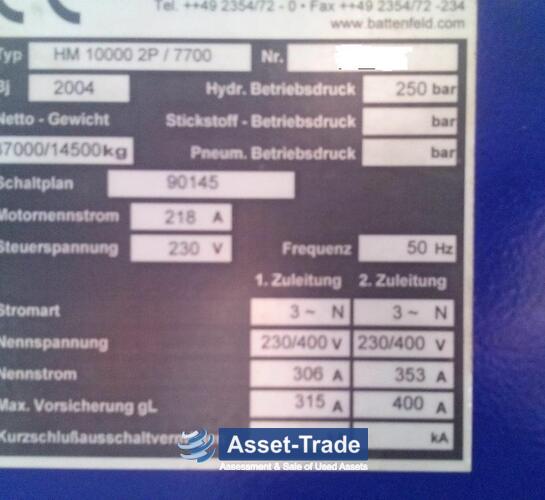 Tel. ++49 2354/72 - 0 • Fax ++49 2354/72 -234
www.battenfeld.com
Typ HM 10000 2P / 7700 Nr.
Bj 2004 Hydr. Betriebsdruck 250 bar
Netto - Gewicht Stickstoff - Betriebsdruck bar
87000/14500kg Pneum. Betriebsdruck bar
Schaltplan 90145
Motornennstrom 218 A
Steuerspannung 230 V Frequenz 50 Hz
1. Zuleitung 2. Zuleitung
Stromart 3 ~ N 3 ~ N
Nennspannung 230/400 V 230/400 V
Nennstrom 306 A 353 A
Max. Vorsicherung gL 315 A 400 A
kA
Asset-Trade
Assessment & Sale of Used Assets